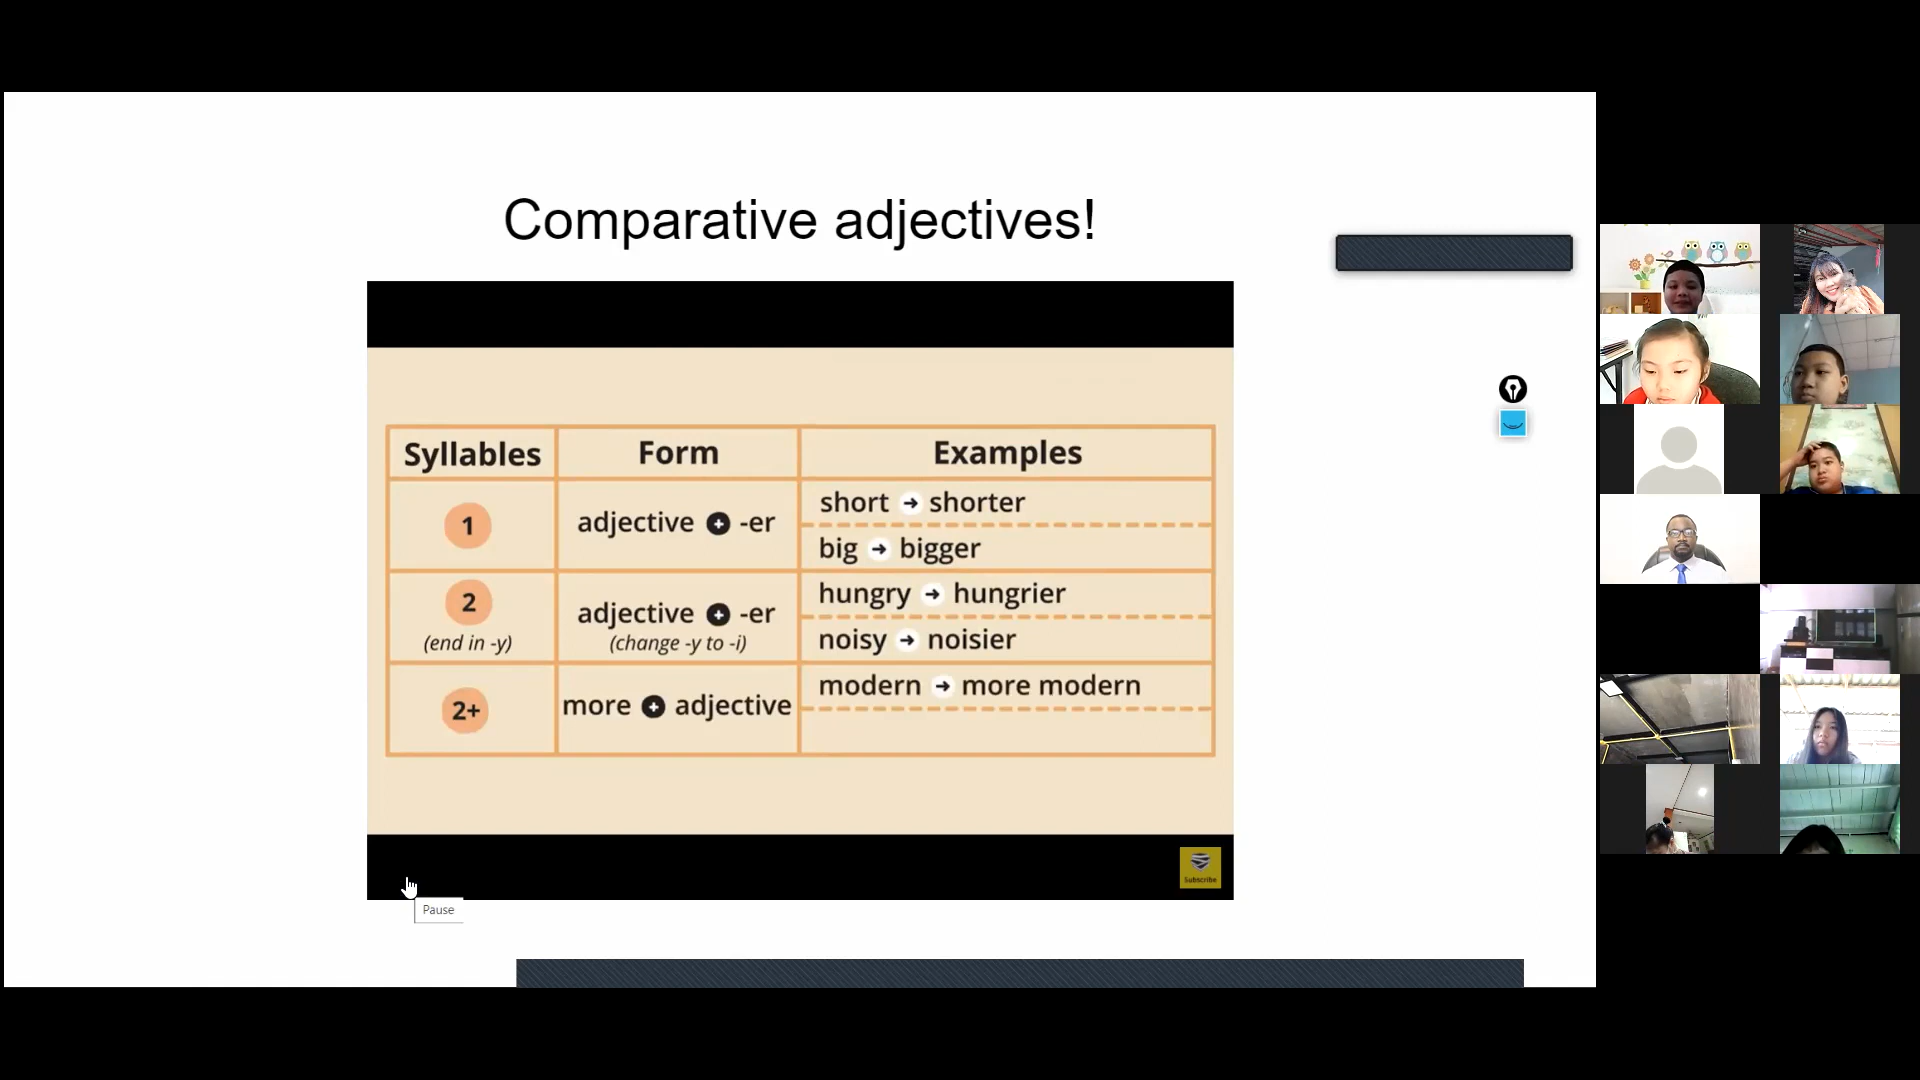 Comparative adjectives!
Syllables Form Examples
1 adjective + -er short → shorter
big → bigger
2 adjective + -er hungry → hungrier
(end in -y) (change -y to -i) noisy → noisier
2+ more + adjective modern → more modern
Subscribe
Pause